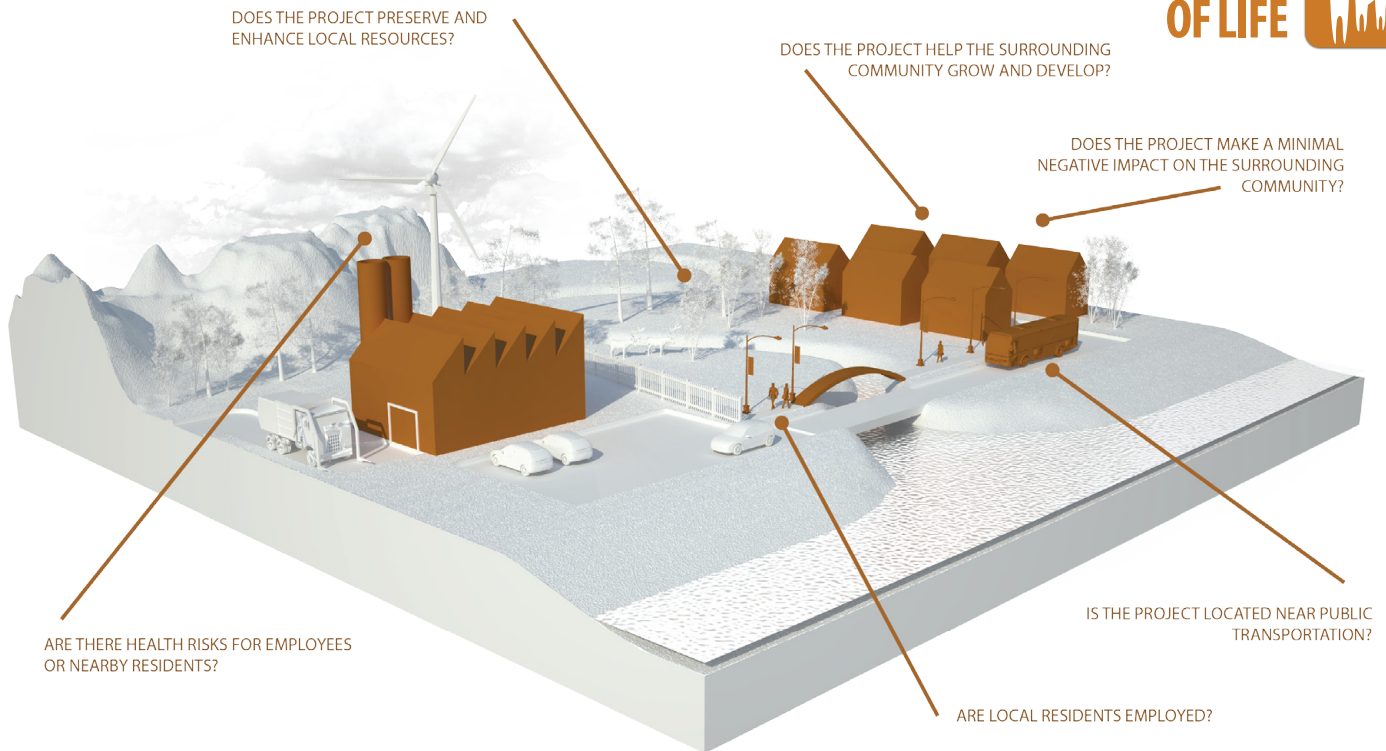 DOES THE PROJECT PRESERVE AND
ENHANCE LOCAL RESOURCES?
OF LIFE
DOES THE PROJECT HELP THE SURROUNDING
COMMUNITY GROW AND DEVELOP?
DOES THE PROJECT MAKE A MINIMAL
NEGATIVE IMPACT ON THE SURROUNDING
COMMUNITY?
ARE THERE HEALTH RISKS FOR EMPLOYEES
OR NEARBY RESIDENTS?
IS THE PROJECT LOCATED NEAR PUBLIC
TRANSPORTATION?
ARE LOCAL RESIDENTS EMPLOYED?